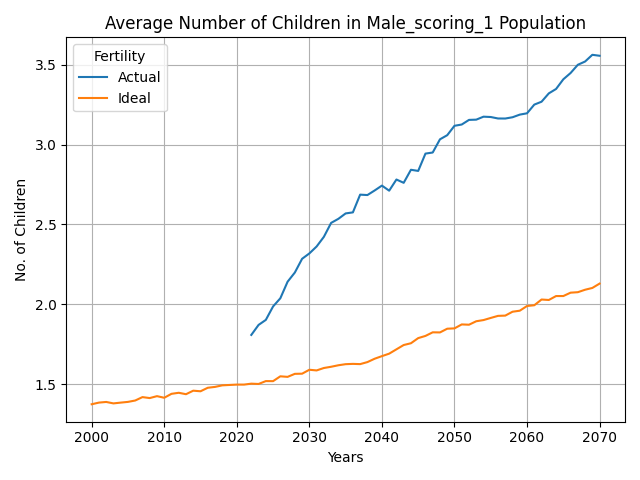 Average Number of Children in Male_scoring_1 Population
Fertility
Actual
Ideal
No. of Children
3.5
3.0
2.5
2.0
1.5
2000 2010 2020 2030 2040 2050 2060 2070
Years